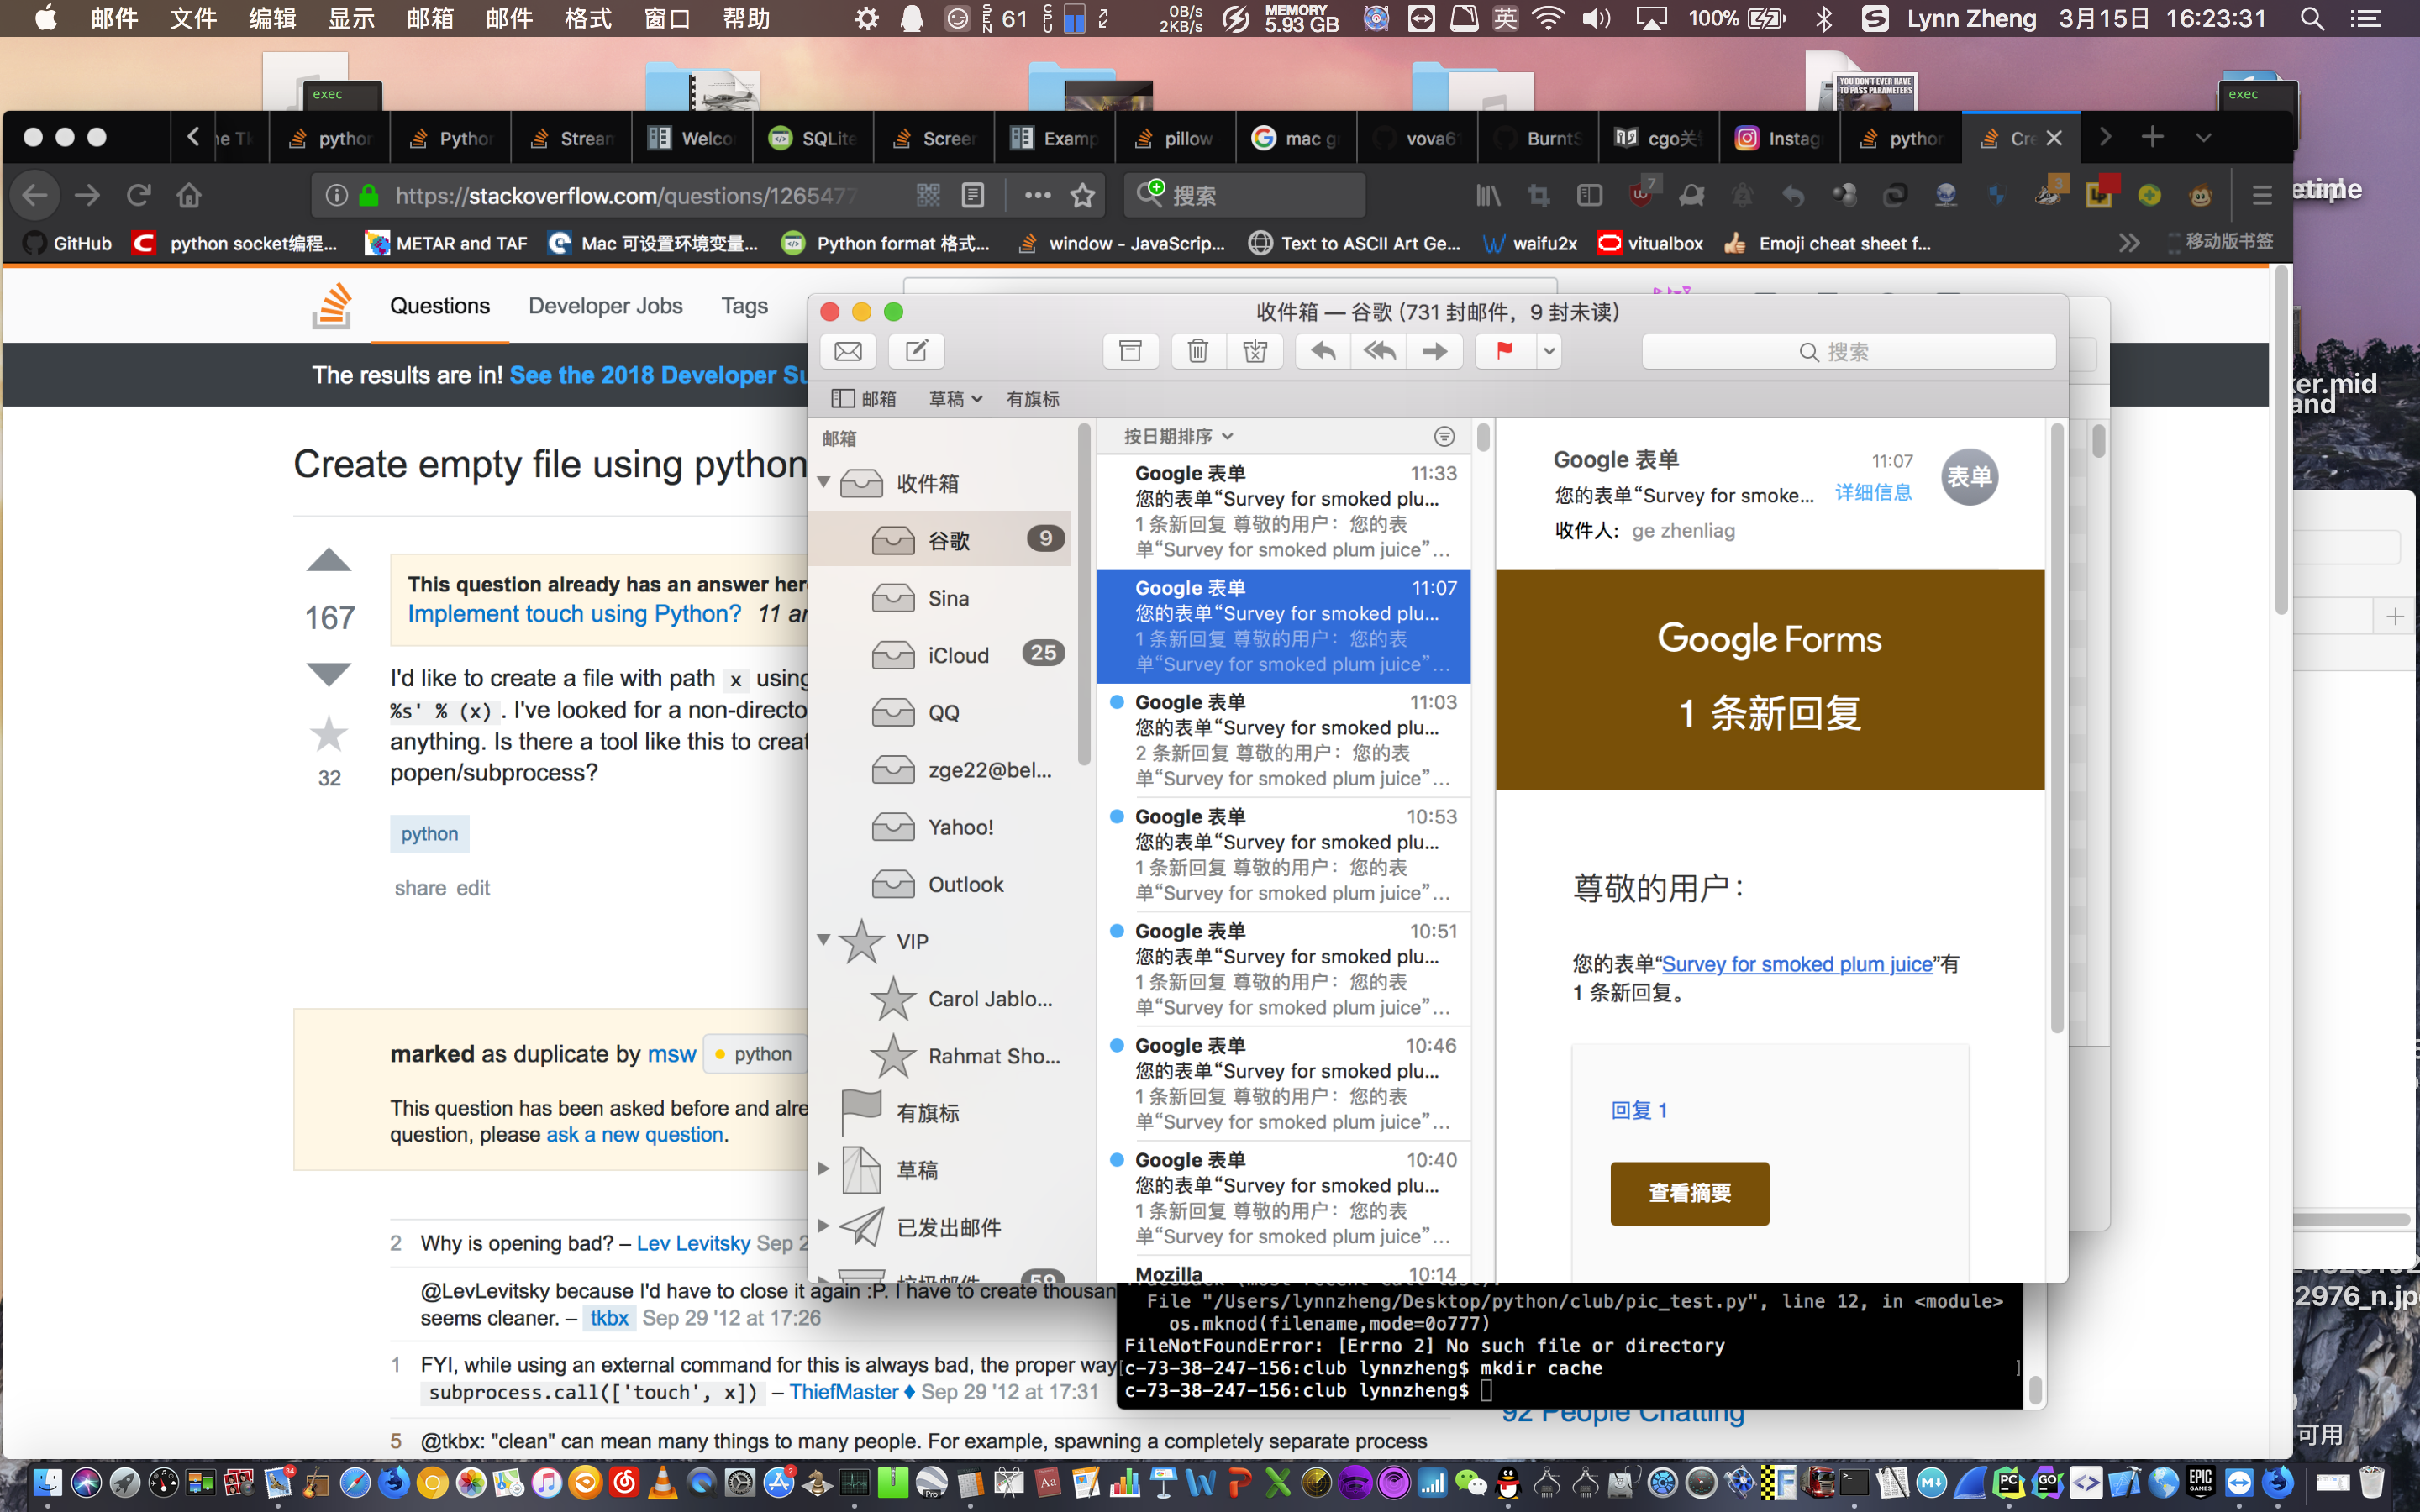 邮件 文件 编辑 显示 邮箱 邮件 格式 窗口 帮助
SEN 61 CPU 0B/s 2KB/s MEMORY 5.93 GB 英 100% Lynn Zheng 3月15日 16:23:31
exec
YOU DON'T EVER HAVE
TO PASS PARAMETERS
exec
python Python Stream SQLite Screen Examp pillow mac g vova6 BurntS cgo关 Instag python Cre
https://stackoverflow.com/questions/1265477
搜索
7
3
GitHub python socket编程... METAR and TAF Mac 可设置环境变量... Python format 格式... window - JavaScrip... Text to ASCII Art Ge... waifu2x vitualbox Emoji cheat sheet f... 移动版书签
Questions Developer Jobs Tags
The results are in! See the 2018 Developer Su
Create empty file using python
167
This question already has an answer her
Implement touch using Python? 11 a
I'd like to create a file with path x using
%s' % (x) . I've looked for a non-directo
anything. Is there a tool like this to creat
popen/subprocess?
32
python
share edit
marked as duplicate by msw python
This question has been asked before and alre
question, please ask a new question.
2 Why is opening bad? – Lev Levitsky Sep 2
@LevLevitsky because I'd have to close it again :P. I have to create thousan
seems cleaner. – tkbx Sep 29 '12 at 17:26
1 FYI, while using an external command for this is always bad, the proper way
subprocess.call(['touch', x]) – ThiefMaster ♦ Sep 29 '12 at 17:31
5 @tkbx: "clean" can mean many things to many people. For example, spawning a completely separate process
收件箱 — 谷歌 (731 封邮件，9 封未读)
搜索
邮箱 草稿 有旗标
邮箱
收件箱
谷歌 9
Sina
iCloud 25
QQ
zge22@bel...
Yahoo!
Outlook
VIP
Carol Jablo...
Rahmat Sho...
有旗标
草稿
已发出邮件
垃圾邮件 59
按日期排序
Google 表单 11:33
您的表单“Survey for smoked plu...
1 条新回复 尊敬的用户： 您的表
单“Survey for smoked plum juice”...
Google 表单 11:07
您的表单“Survey for smoked plu...
1 条新回复 尊敬的用户： 您的表
单“Survey for smoked plum juice”...
Google 表单 11:03
您的表单“Survey for smoked plu...
2 条新回复 尊敬的用户： 您的表
单“Survey for smoked plum juice”...
Google 表单 10:53
您的表单“Survey for smoked plu...
1 条新回复 尊敬的用户： 您的表
单“Survey for smoked plum juice”...
Google 表单 10:51
您的表单“Survey for smoked plu...
1 条新回复 尊敬的用户： 您的表
单“Survey for smoked plum juice”...
Google 表单 10:46
您的表单“Survey for smoked plu...
1 条新回复 尊敬的用户： 您的表
单“Survey for smoked plum juice”...
Google 表单 10:40
您的表单“Survey for smoked plu...
1 条新回复 尊敬的用户： 您的表
单“Survey for smoked plum juice”...
Mozilla 10:14
Google 表单 11:07
您的表单“Survey for smoke... 详细信息
表单
收件人： ge zhenliag
Google Forms
1 条新回复
尊敬的用户：
您的表单“Survey for smoked plum juice”有
1 条新回复。
回复 1
查看摘要
File "/Users/lynnzheng/Desktop/python/club/pic_test.py", line 12, in <module>
os.mknod(filename,mode=0o777)
FileNotFoundError: [Errno 2] No such file or directory
c-73-38-247-156:club lynnzheng$ mkdir cache
c-73-38-247-156:club lynnzheng$
92 People Chatting
ker.mid
and
2976_n.jp
可用
34
2
Pro
Aa
PC
GO
EPIC
GAMES